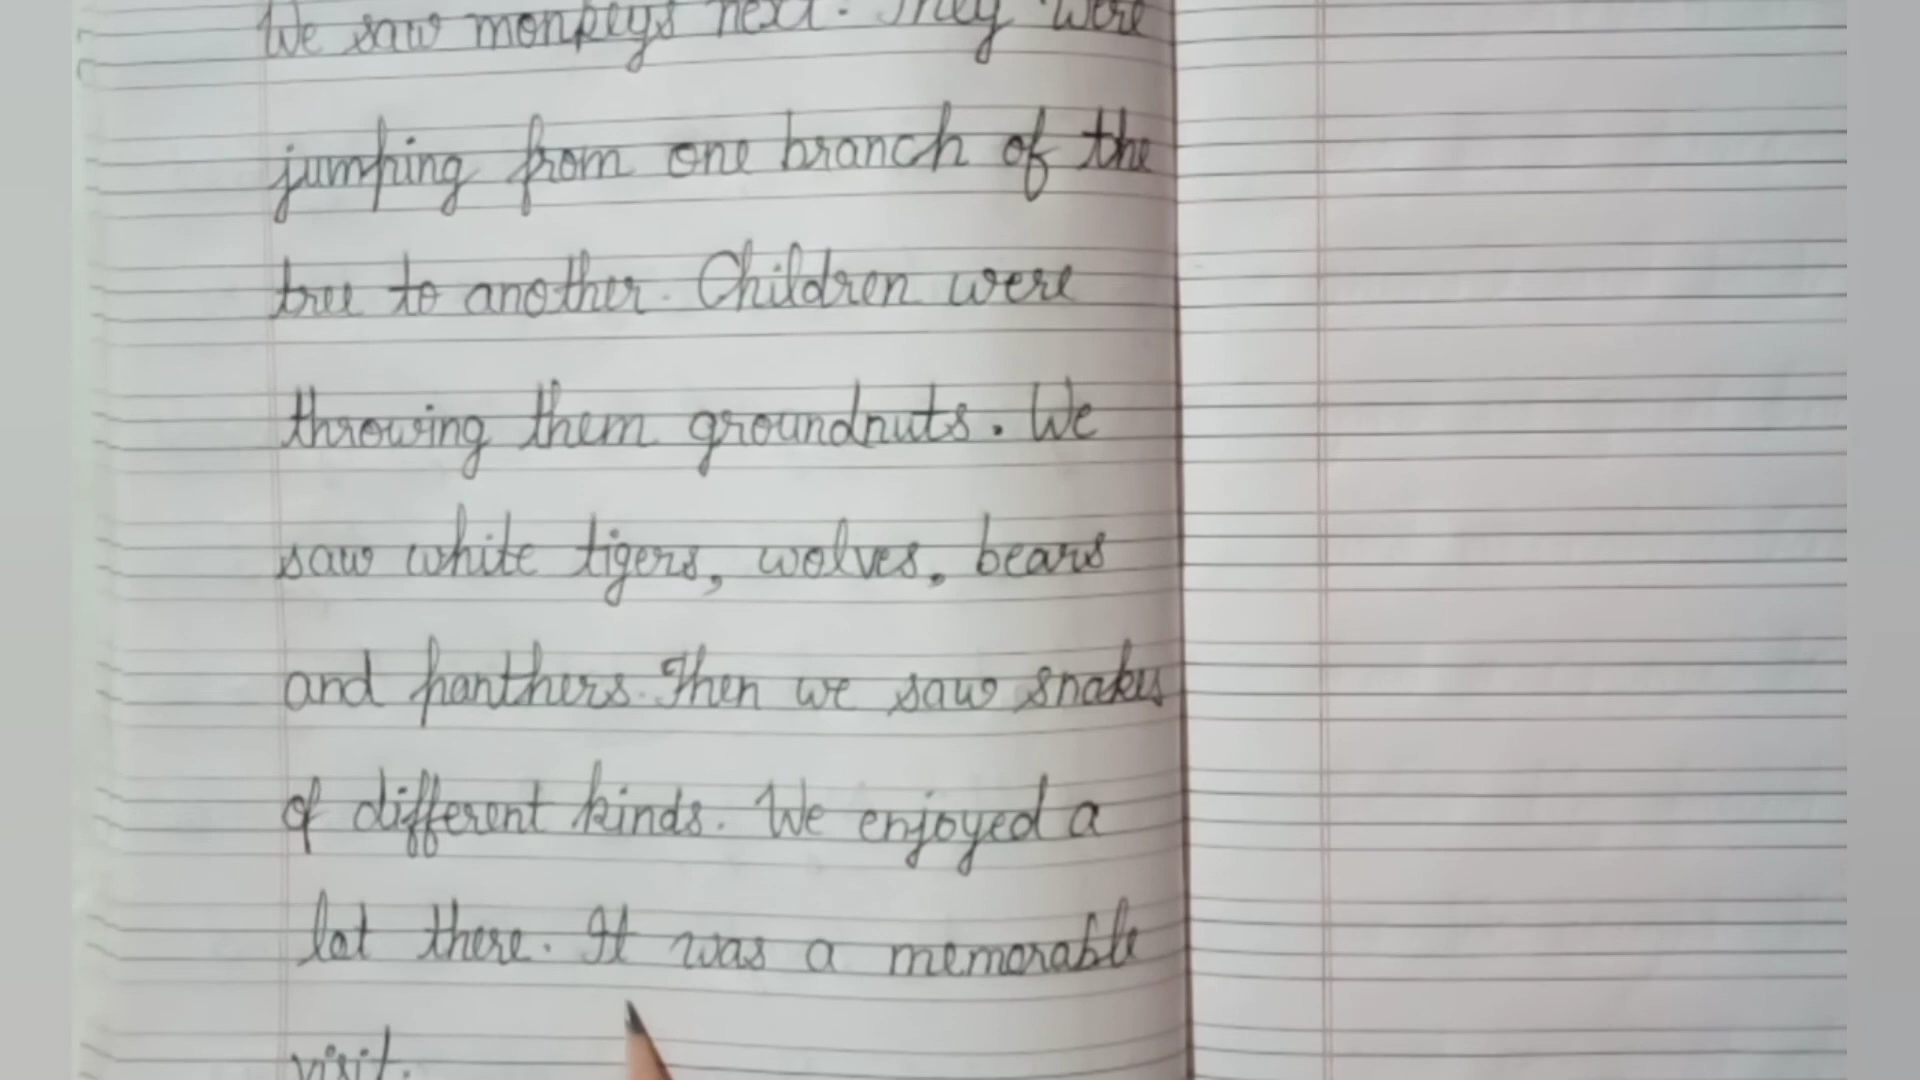 We saw monkeys next. They were
jumping from one branch of the
tree to another. Children were
throwing them groundnuts. We
saw white tigers, wolves, bears
and panthers. Then we saw snakes
of different kinds. We enjoyed a
lot there. It was a memorable
visit.